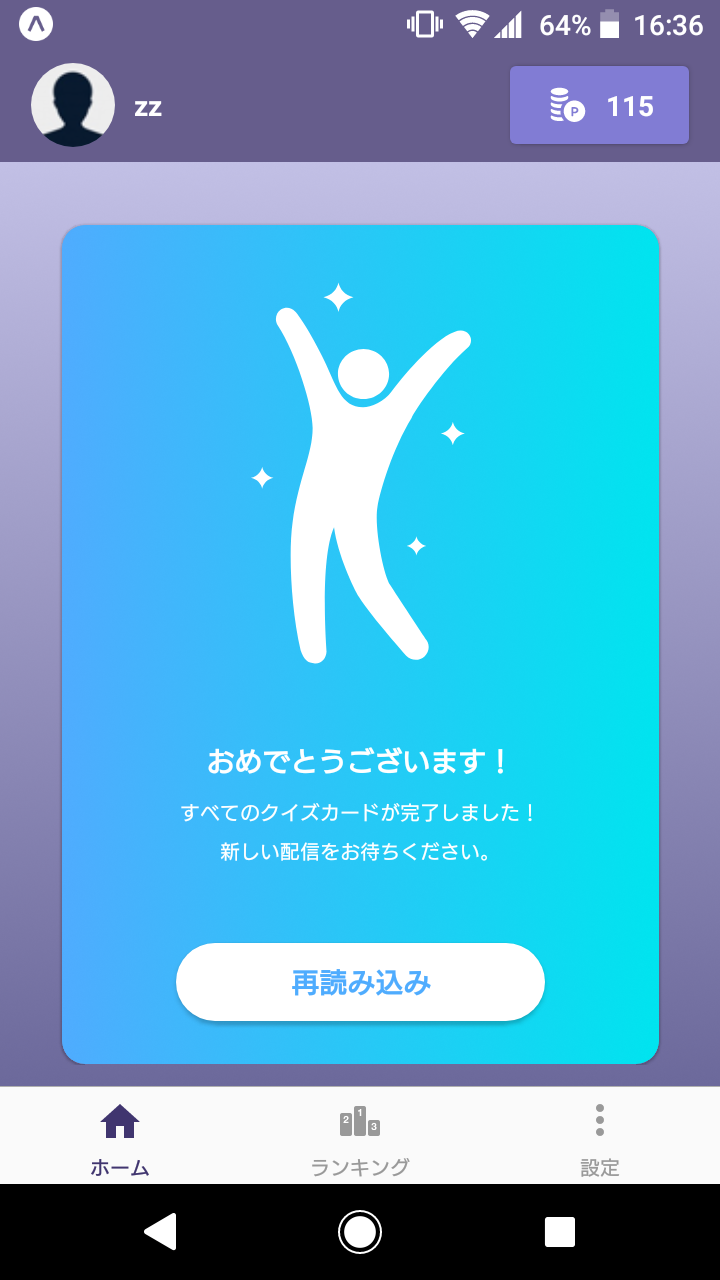 64% 16:36
zz
P 115
おめでとうございます！
すべてのクイズカードが完了しました！
新しい配信をお待ちください。
再読み込み
2 1 3
ホーム ランキング 設定